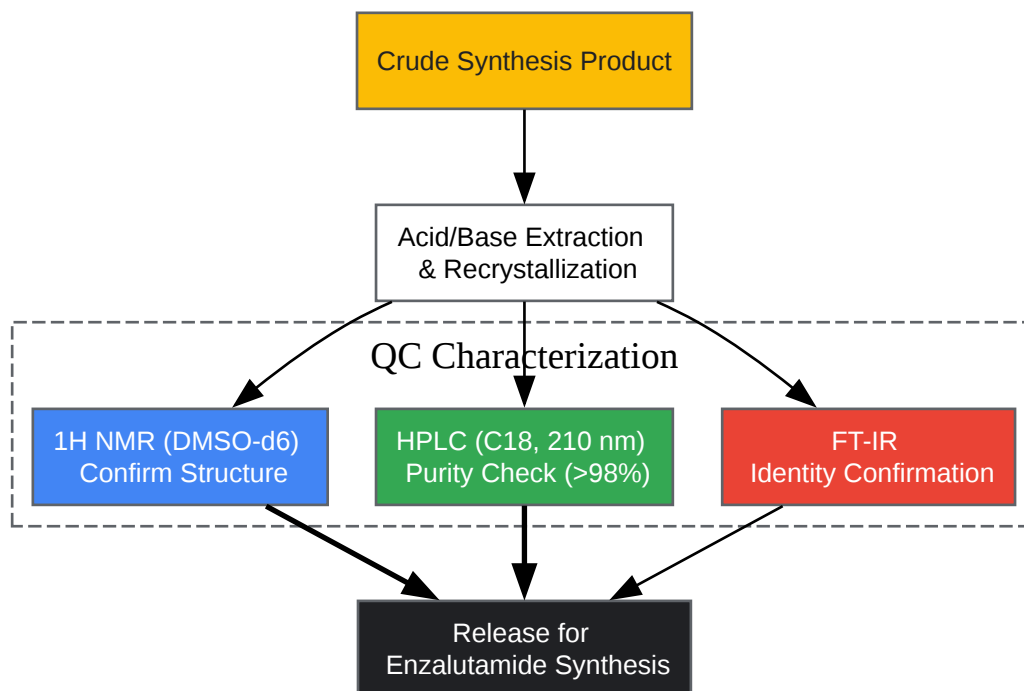 Crude Synthesis Product
Acid/Base Extraction
& Recrystallization
QC Characterization
1H NMR (DMSO-d6)
Confirm Structure
HPLC (C18, 210 nm)
Purity Check (>98%)
FT-IR
Identity Confirmation
Release for
Enzalutamide Synthesis